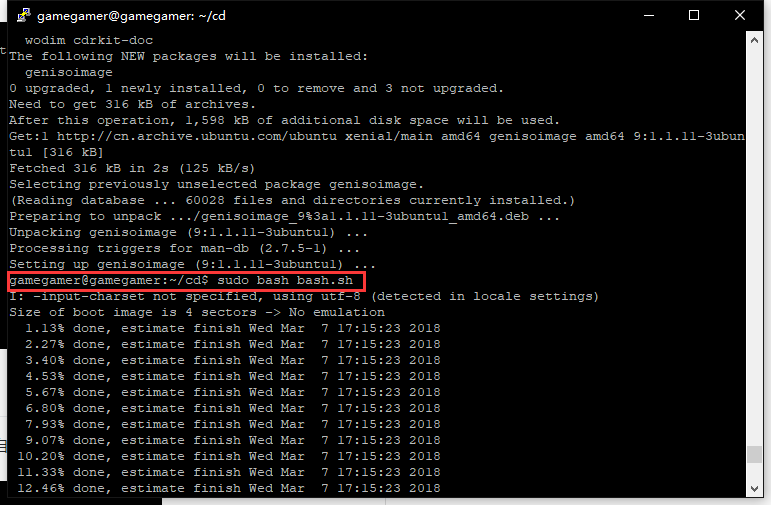 gamegamer@gamegamer: ~/cd
wodim cdrkit-doc
The following NEW packages will be installed:
genisoimage
0 upgraded, 1 newly installed, 0 to remove and 3 not upgraded.
Need to get 316 kB of archives.
After this operation, 1,598 kB of additional disk space will be used.
Get:1 http://cn.archive.ubuntu.com/ubuntu xenial/main amd64 genisoimage amd64 9:1.1.11-3ubun
tu1 [316 kB]
Fetched 316 kB in 2s (125 kB/s)
Selecting previously unselected package genisoimage.
(Reading database ... 60028 files and directories currently installed.)
Preparing to unpack .../genisoimage_9%3a1.1.11-3ubuntu1_amd64.deb ...
Unpacking genisoimage (9:1.1.11-3ubuntu1) ...
Processing triggers for man-db (2.7.5-1) ...
Setting up genisoimage (9:1.1.11-3ubuntu1) ...
gamegamer@gamegamer:~/cd$ sudo bash bash.sh
I: -input-charset not specified, using utf-8 (detected in locale settings)
Size of boot image is 4 sectors -> No emulation
1.13% done, estimate finish Wed Mar  7 17:15:23 2018
2.27% done, estimate finish Wed Mar  7 17:15:23 2018
3.40% done, estimate finish Wed Mar  7 17:15:23 2018
4.53% done, estimate finish Wed Mar  7 17:15:23 2018
5.67% done, estimate finish Wed Mar  7 17:15:23 2018
6.80% done, estimate finish Wed Mar  7 17:15:23 2018
7.93% done, estimate finish Wed Mar  7 17:15:23 2018
9.07% done, estimate finish Wed Mar  7 17:15:23 2018
10.20% done, estimate finish Wed Mar  7 17:15:23 2018
11.33% done, estimate finish Wed Mar  7 17:15:23 2018
12.46% done, estimate finish Wed Mar  7 17:15:23 2018